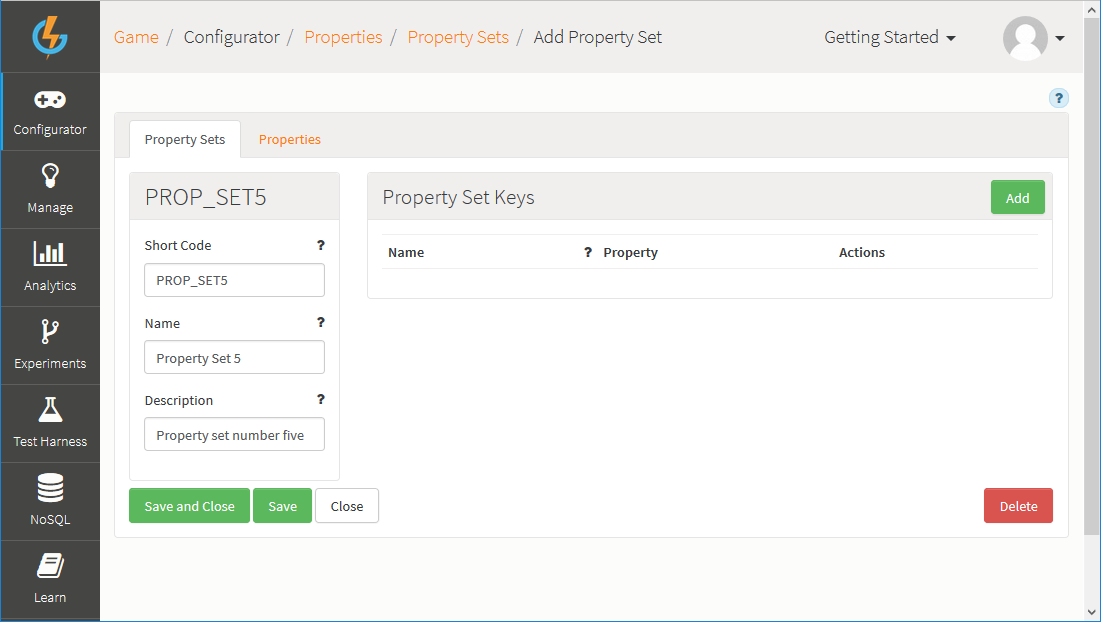 Game / Configurator / Properties / Property Sets / Add Property Set Getting Started
?
Configurator
Manage
Analytics
Experiments
Test Harness
NoSQL
Learn
Property Sets Properties
PROP_SET5
Short Code ?
PROP_SET5
Name ?
Property Set 5
Description ?
Property set number five
Property Set Keys Add
Name ? Property Actions
Save and Close Save Close Delete